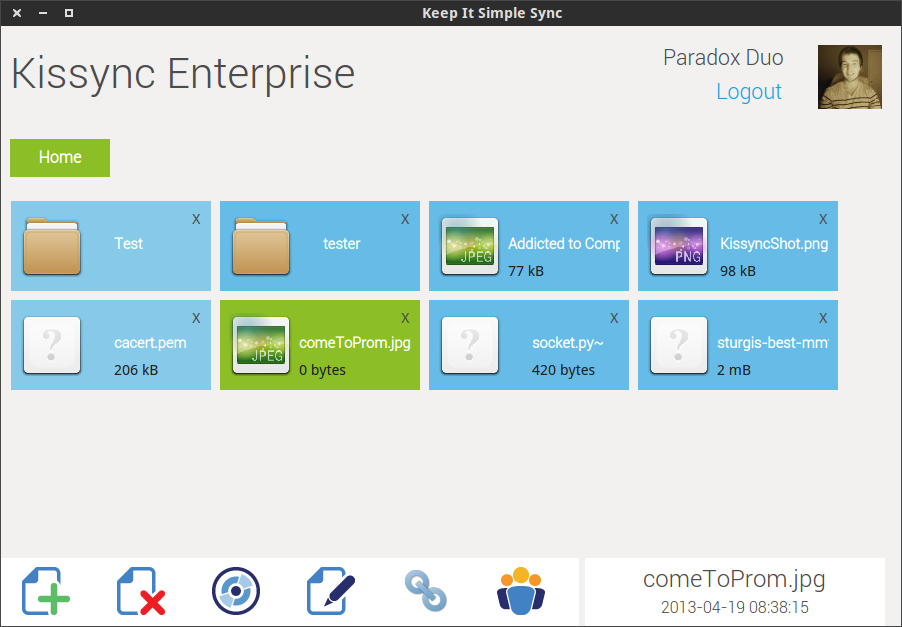 Keep It Simple Sync
Kissync Enterprise
Paradox Duo
Logout
Home
X
Test
X
tester
X
Addicted to Comp
77 kB
X
KissyncShot.png
98 kB
X
cacert.pem
206 kB
X
comeToProm.jpg
0 bytes
X
socket.py~
420 bytes
X
sturgis-best-mm
2 mB
JPEG
PNG
JPEG
?
?
?
comeToProm.jpg
2013-04-19 08:38:15